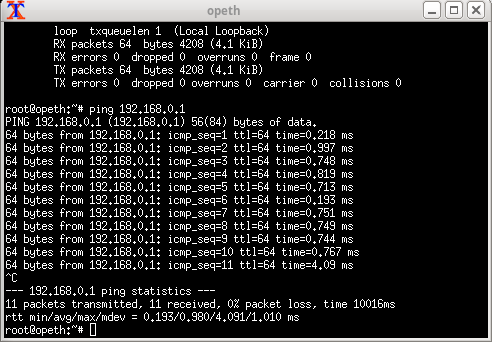 opeth
loop txqueuelen 1 (Local Loopback)
RX packets 64 bytes 4208 (4.1 KiB)
RX errors 0 dropped 0 overruns 0 frame 0
TX packets 64 bytes 4208 (4.1 KiB)
TX errors 0 dropped 0 overruns 0 carrier 0 collisions 0
root@opeth:~# ping 192.168.0.1
PING 192.168.0.1 (192.168.0.1) 56(84) bytes of data.
64 bytes from 192.168.0.1: icmp_seq=1 ttl=64 time=0.218 ms
64 bytes from 192.168.0.1: icmp_seq=2 ttl=64 time=0.997 ms
64 bytes from 192.168.0.1: icmp_seq=3 ttl=64 time=0.748 ms
64 bytes from 192.168.0.1: icmp_seq=4 ttl=64 time=0.819 ms
64 bytes from 192.168.0.1: icmp_seq=5 ttl=64 time=0.713 ms
64 bytes from 192.168.0.1: icmp_seq=6 ttl=64 time=0.193 ms
64 bytes from 192.168.0.1: icmp_seq=7 ttl=64 time=0.751 ms
64 bytes from 192.168.0.1: icmp_seq=8 ttl=64 time=0.749 ms
64 bytes from 192.168.0.1: icmp_seq=9 ttl=64 time=0.744 ms
64 bytes from 192.168.0.1: icmp_seq=10 ttl=64 time=0.767 ms
64 bytes from 192.168.0.1: icmp_seq=11 ttl=64 time=4.09 ms
^C
--- 192.168.0.1 ping statistics ---
11 packets transmitted, 11 received, 0% packet loss, time 10016ms
rtt min/avg/max/mdev = 0.193/0.980/4.091/1.010 ms
root@opeth:~#